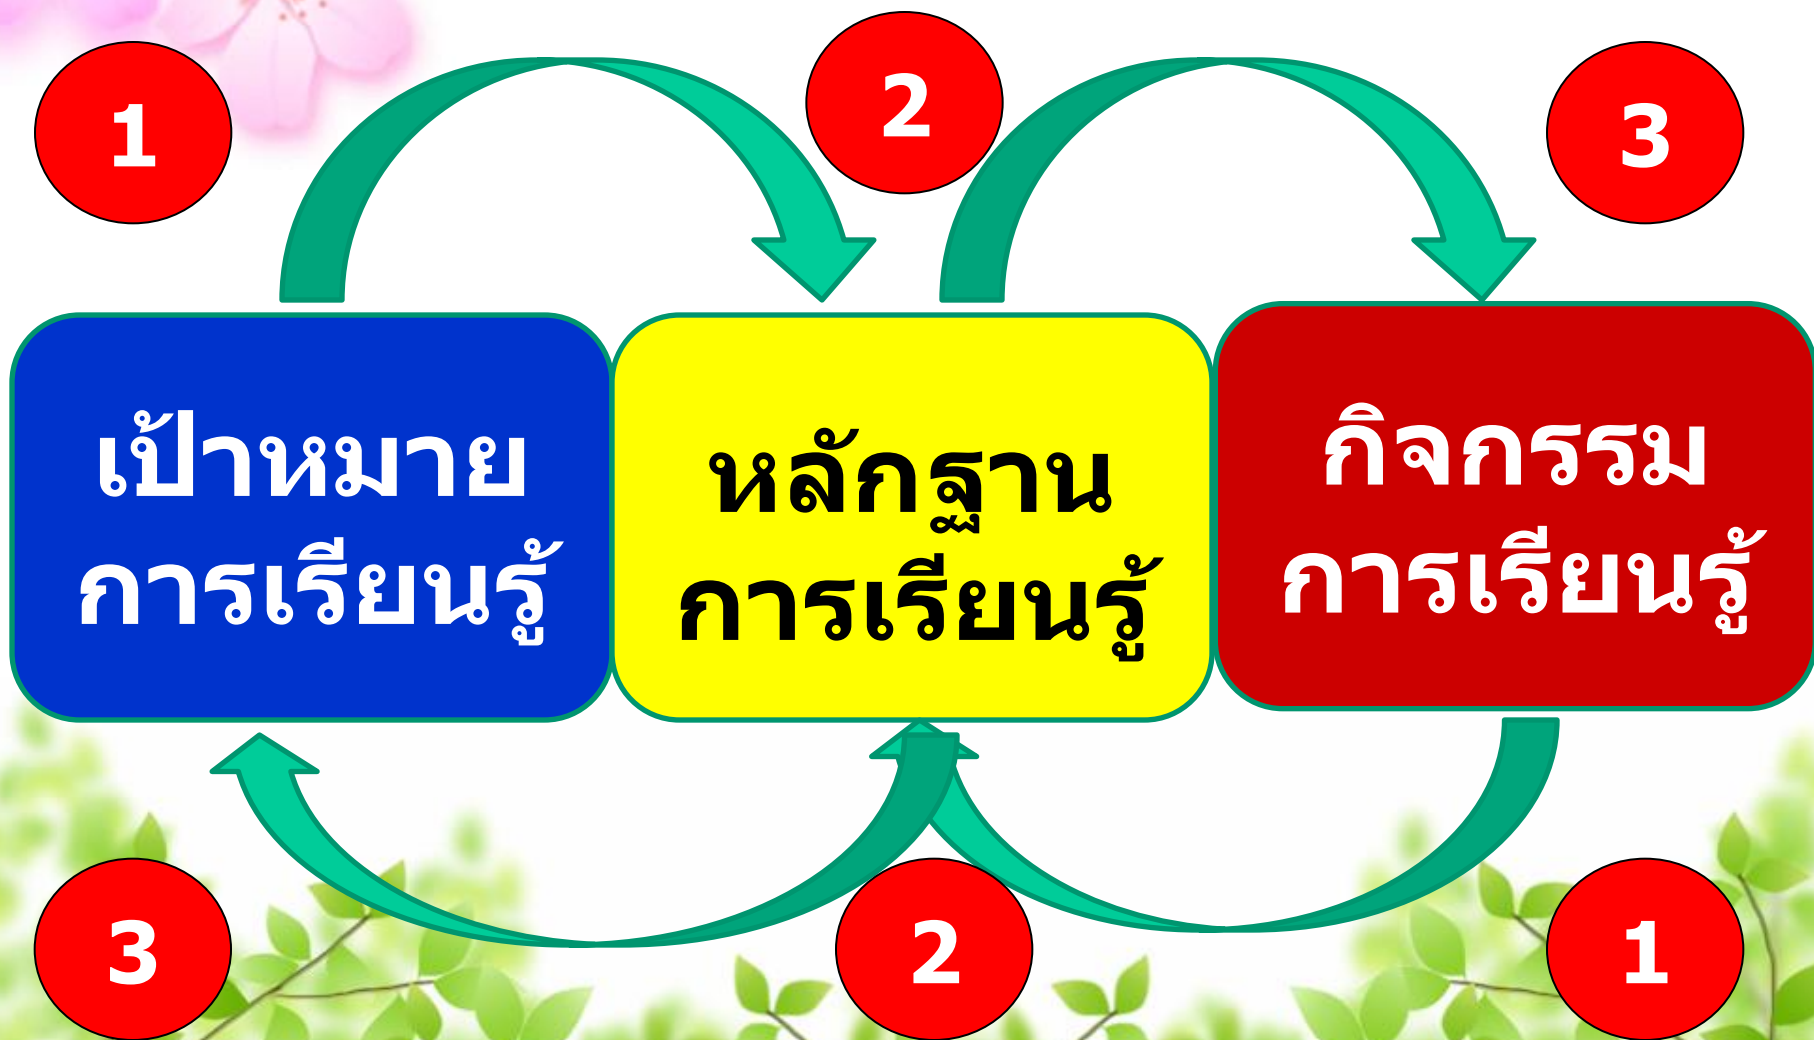 1
2
3
เป้าหมาย
การเรียนรู้
หลักฐาน
การเรียนรู้
กิจกรรม
การเรียนรู้
3
2
1